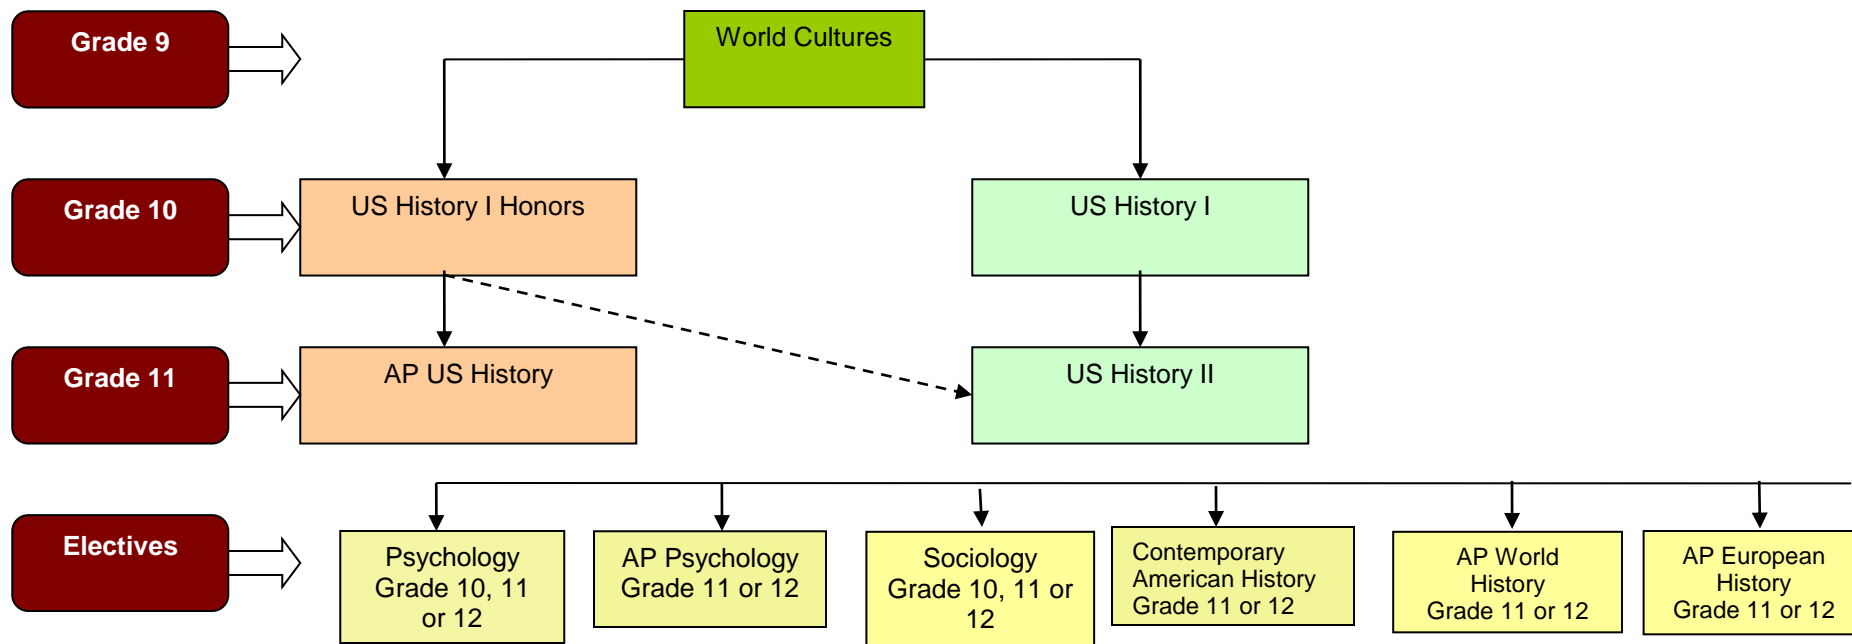 Grade 9
World Cultures
Grade 10
US History I Honors
US History I
Grade 11
AP US History
US History II
Electives
Psychology
Grade 10, 11
or 12
AP Psychology
Grade 11 or 12
Sociology
Grade 10, 11 or
12
Contemporary
American History
Grade 11 or 12
AP World
History
Grade 11 or 12
AP European
History
Grade 11 or 12